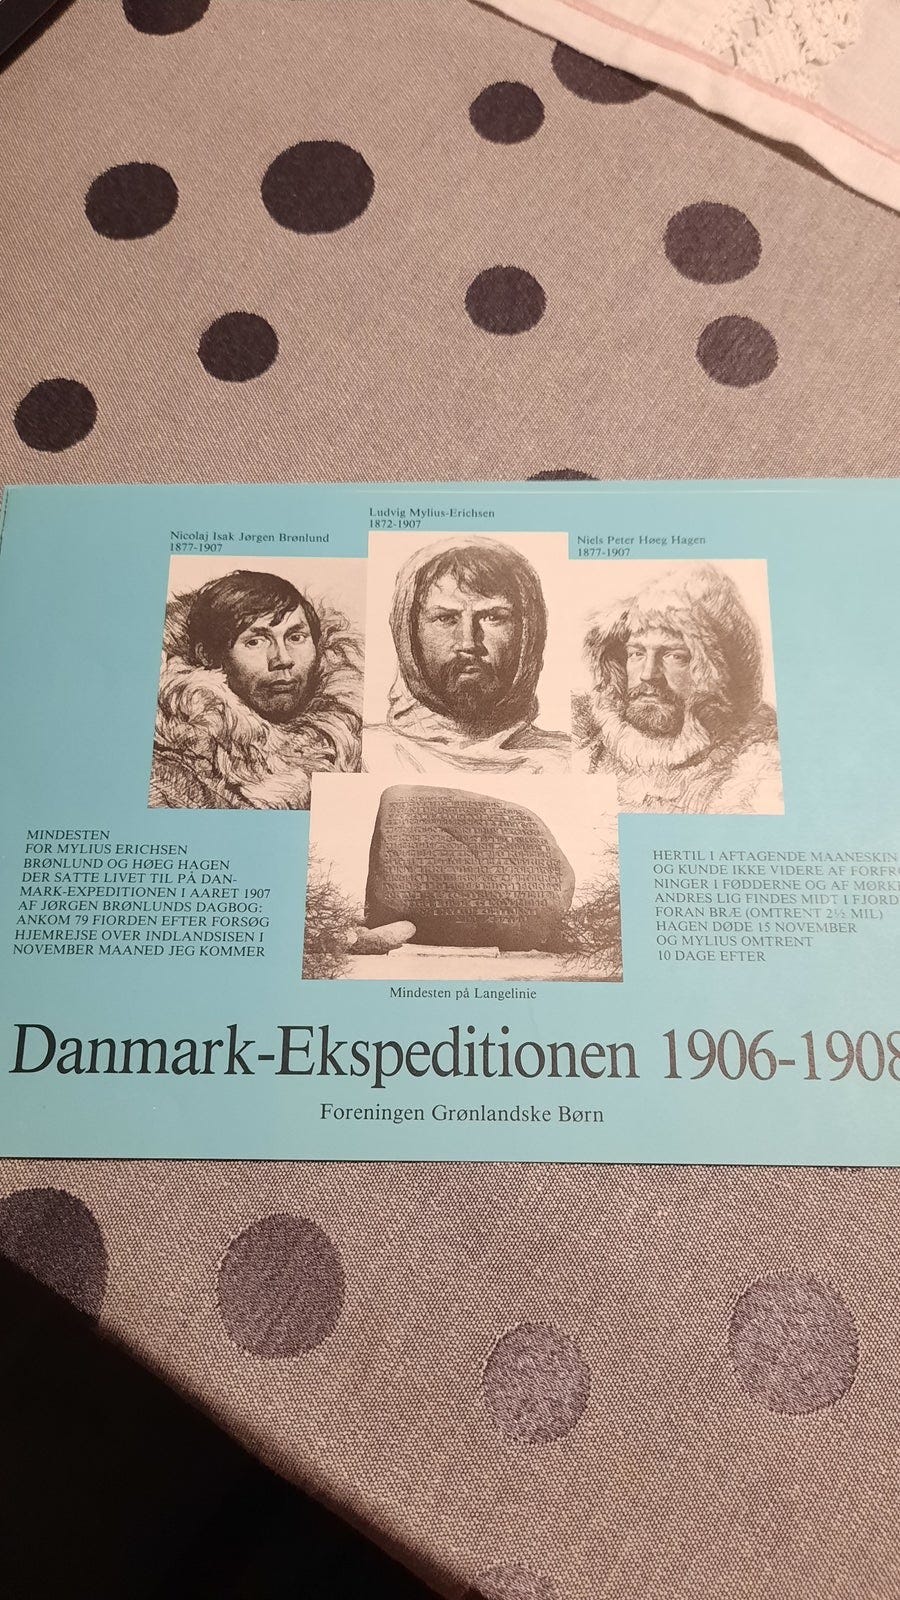 Nicolaj Isak Jørgen Brønlund
1877-1907
Ludvig Mylius-Erichsen
1872-1907
Niels Peter Høeg Hagen
1877-1907
MINDESTEN
FOR MYLIUS ERICHSEN
BRØNLUND OG HØEG HAGEN
DER SATTE LIVET TIL PÅ DAN-
MARK-EXPEDITIONEN I AARET 1907
AF JØRGEN BRØNLUNDS DAGBOG:
ANKOM 79 FIORDEN EFTER FORSØG
HJEMREJSE OVER INDLANDSISEN I
NOVEMBER MAANED JEG KOMMER
HERTIL I AFTAGENDE MAANESKIN
OG KUNDE IKKE VIDERE AF
NINGER I FØDDERNE OG AF
ANDRES LIG FINDES MIDT I
FORAN BRÆ (OMTRENT 2½ MIL)
HAGEN DØDE 15 NOVEMBER
OG MYLIUS OMTRENT
10 DAGE EFTER
Mindesten på Langelinie
Danmark-Ekspeditionen 1906-1908
Foreningen Grønlandske Børn